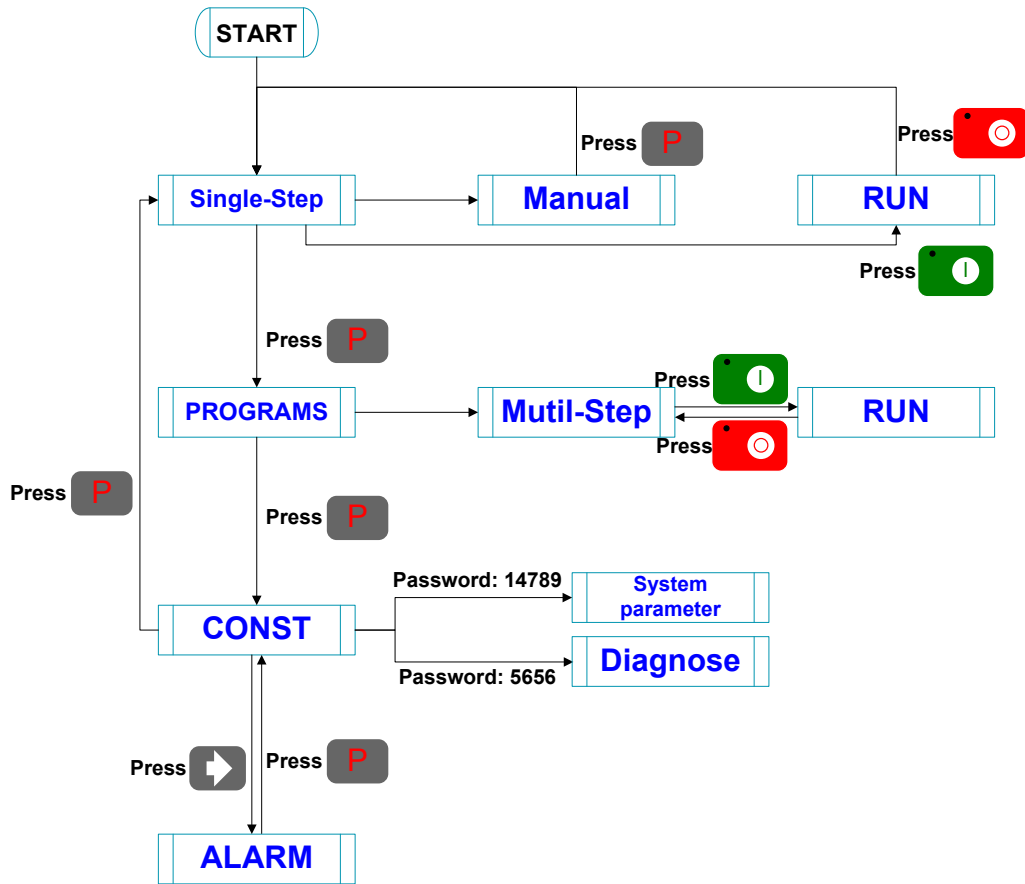 START
Press P
Press
Single-Step
Manual
RUN
Press I
Press P
Press I
PROGRAMS
Mutil-Step
RUN
Press
Press P
Press P
Password: 14789
System
parameter
CONST
Diagnose
Password: 5656
Press
Press P
ALARM